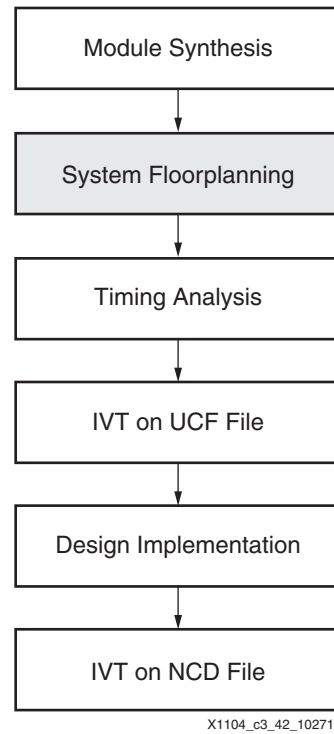 Module Synthesis
System Floorplanning
Timing Analysis
IVT on UCF File
Design Implementation
IVT on NCD File
X1104_c3_42_10271